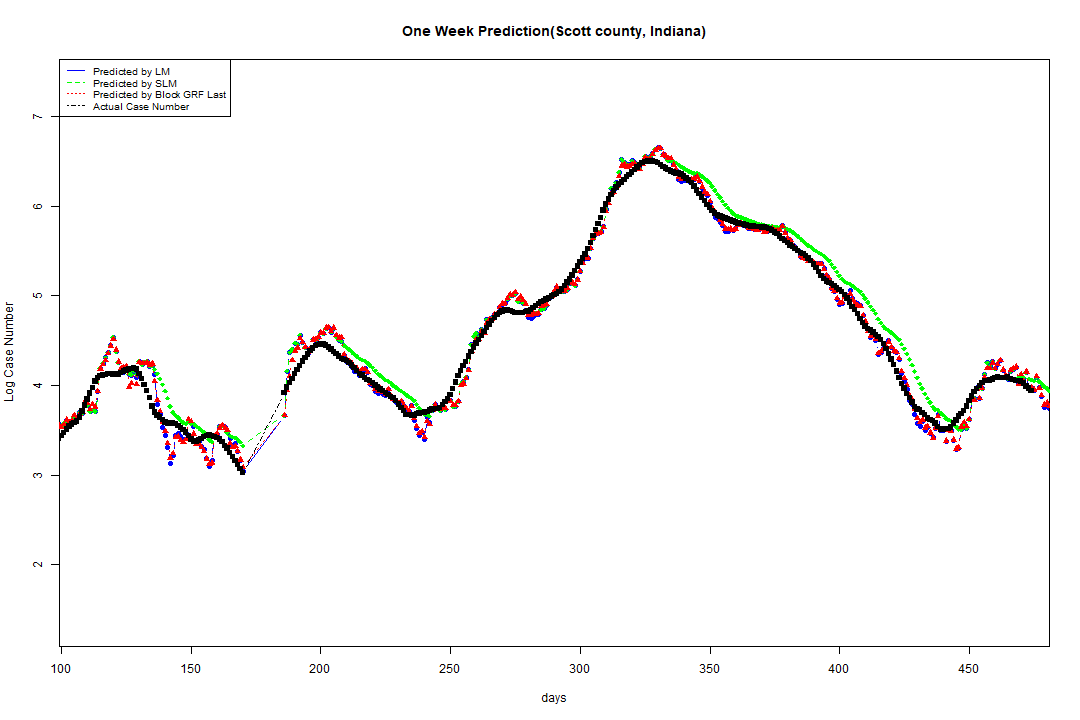 One Week Prediction(Scott county, Indiana)
Predicted by LM
Predicted by SLM
Predicted by Block GRF Last
Actual Case Number
7
6
5
4
3
2
Log Case Number
100 150 200 250 300 350 400 450
days